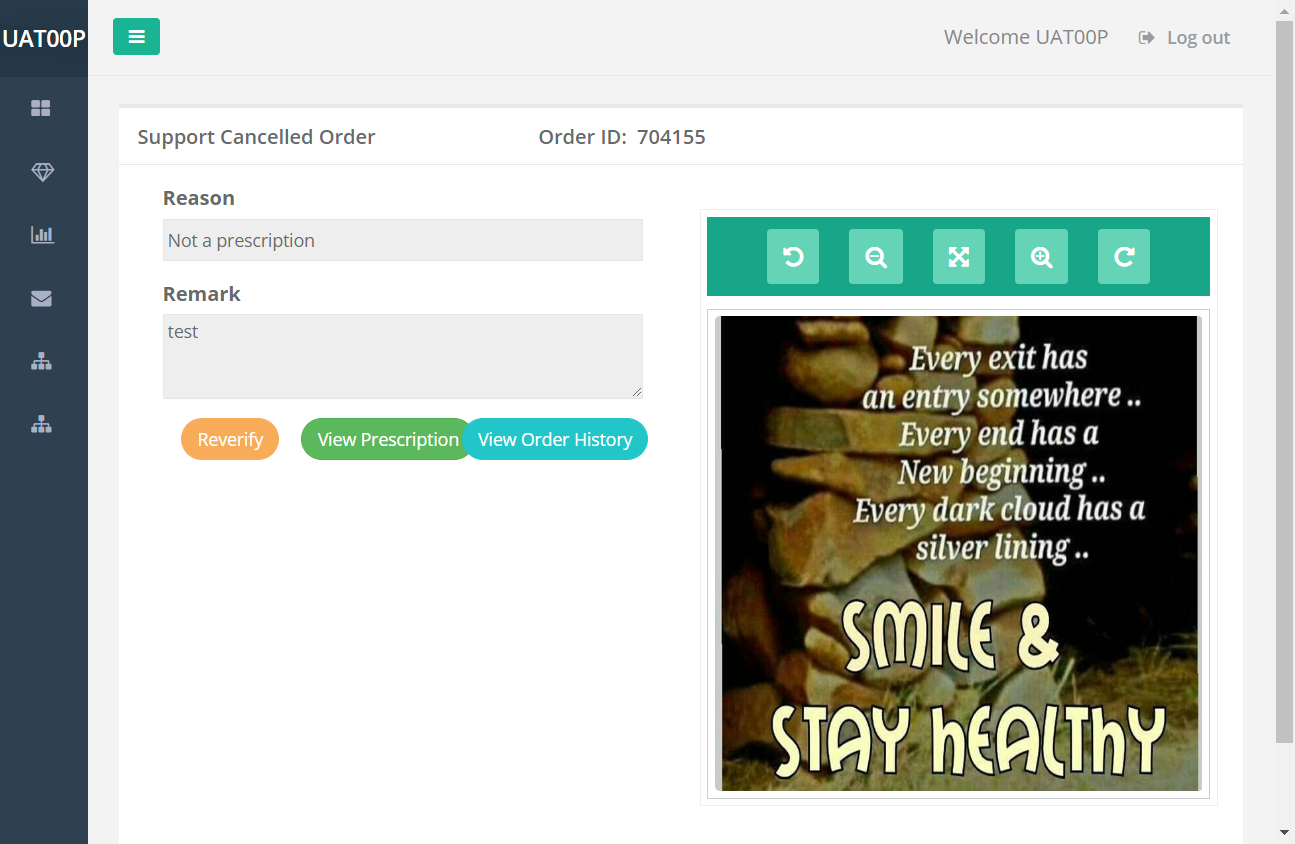 UAT00P
Welcome UAT00P
Log out
Support Cancelled Order
Order ID: 704155
Reason
Not a prescription
Remark
test
Reverify
View Prescription
View Order History
Every exit has
an entry somewhere ..
Every end has a
New beginning ..
Every dark cloud has a
silver lining ..
SMILE &
STAY hEALThY